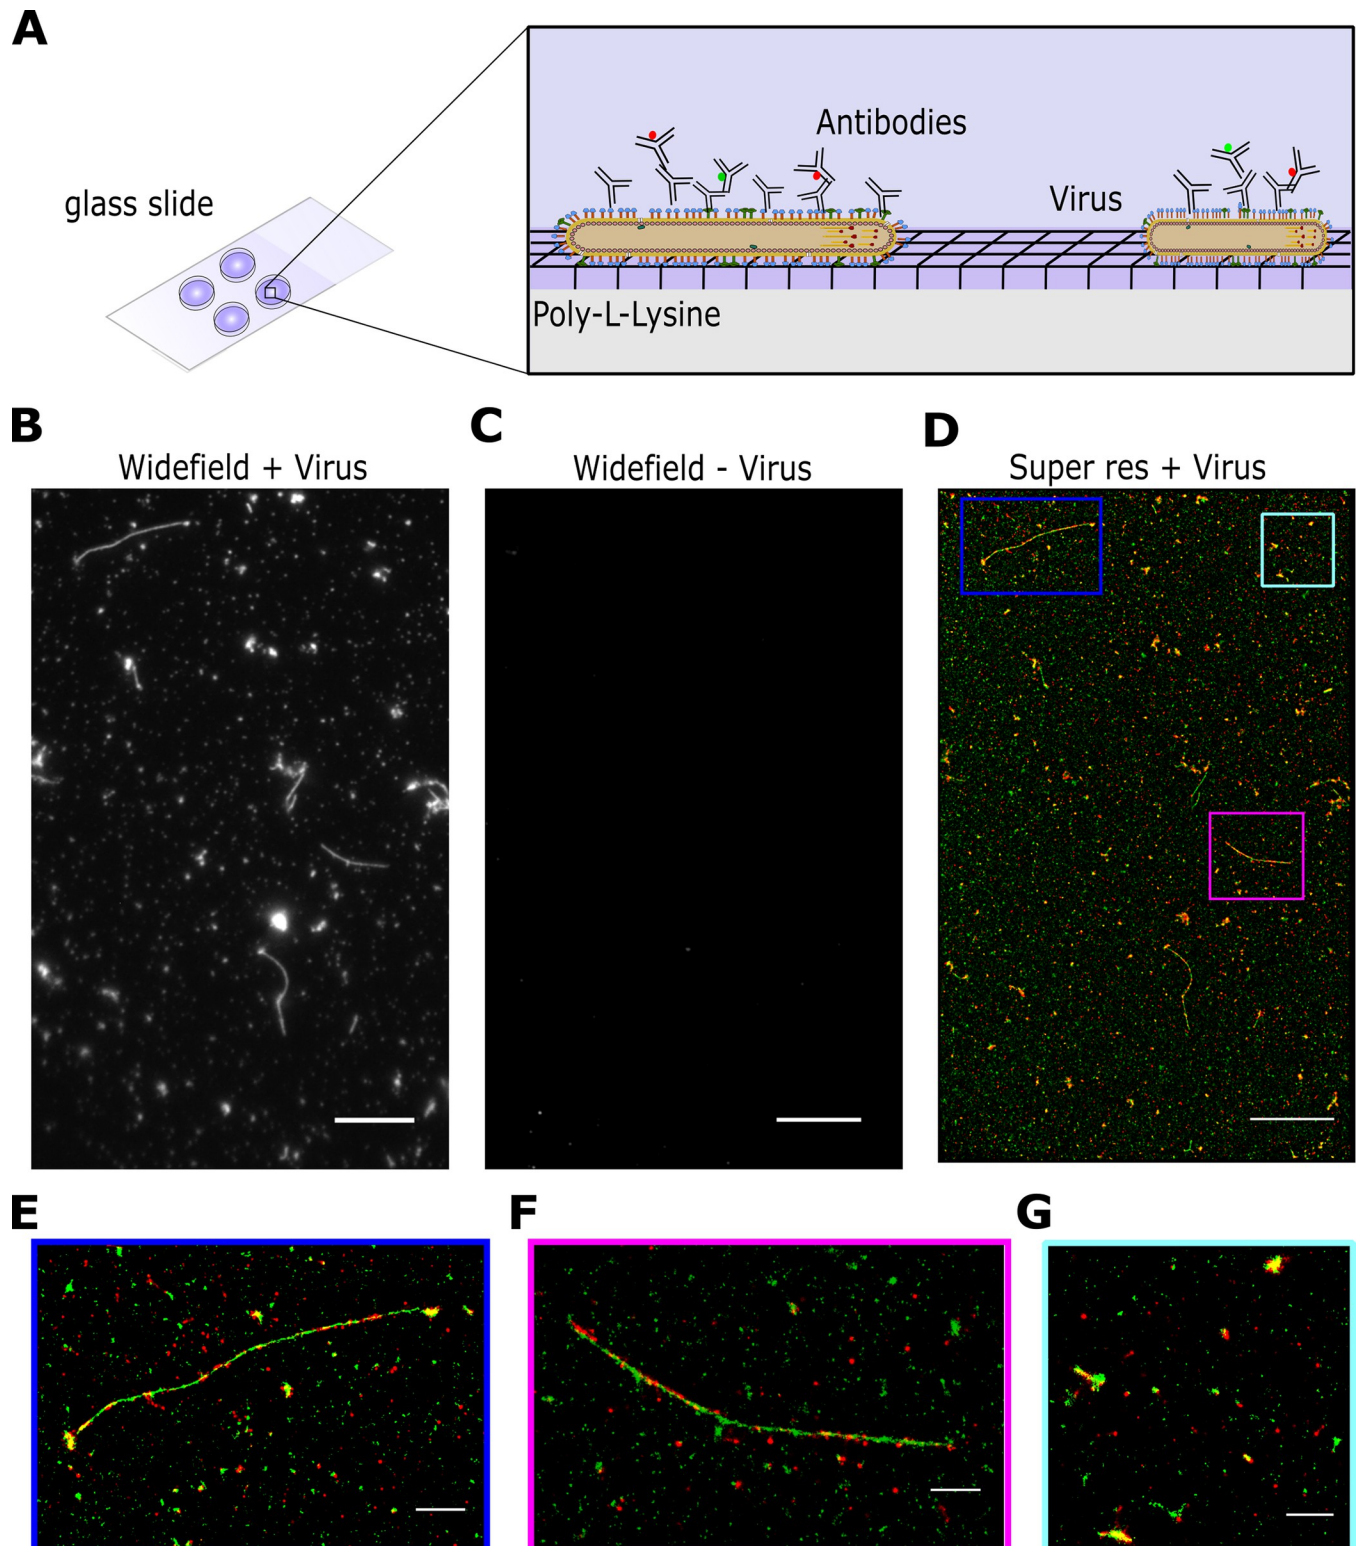 A
glass slide
Antibodies
Virus
Poly-L-Lysine
B
Widefield + Virus
C
Widefield - Virus
D
Super res + Virus
E
F
G